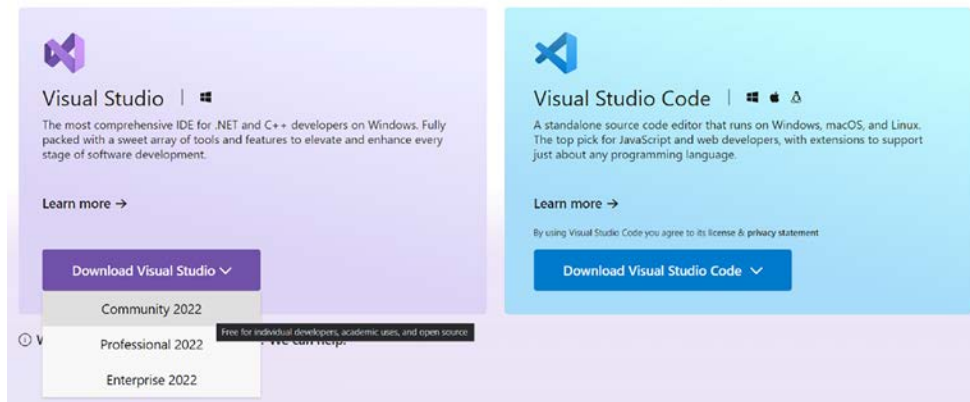 Visual Studio
The most comprehensive IDE for .NET and C++ developers on Windows. Fully
packed with a sweet array of tools and features to elevate and enhance every
stage of software development.
Learn more →
Download Visual Studio
Community 2022
Free for individual developers, academic uses, and open source
Professional 2022
Enterprise 2022
Visual Studio Code
A standalone source code editor that runs on Windows, macOS, and Linux.
The top pick for JavaScript and web developers, with extensions to support
just about any programming language.
Learn more →
By using Visual Studio Code you agree to its license & privacy statement
Download Visual Studio Code
We can help.